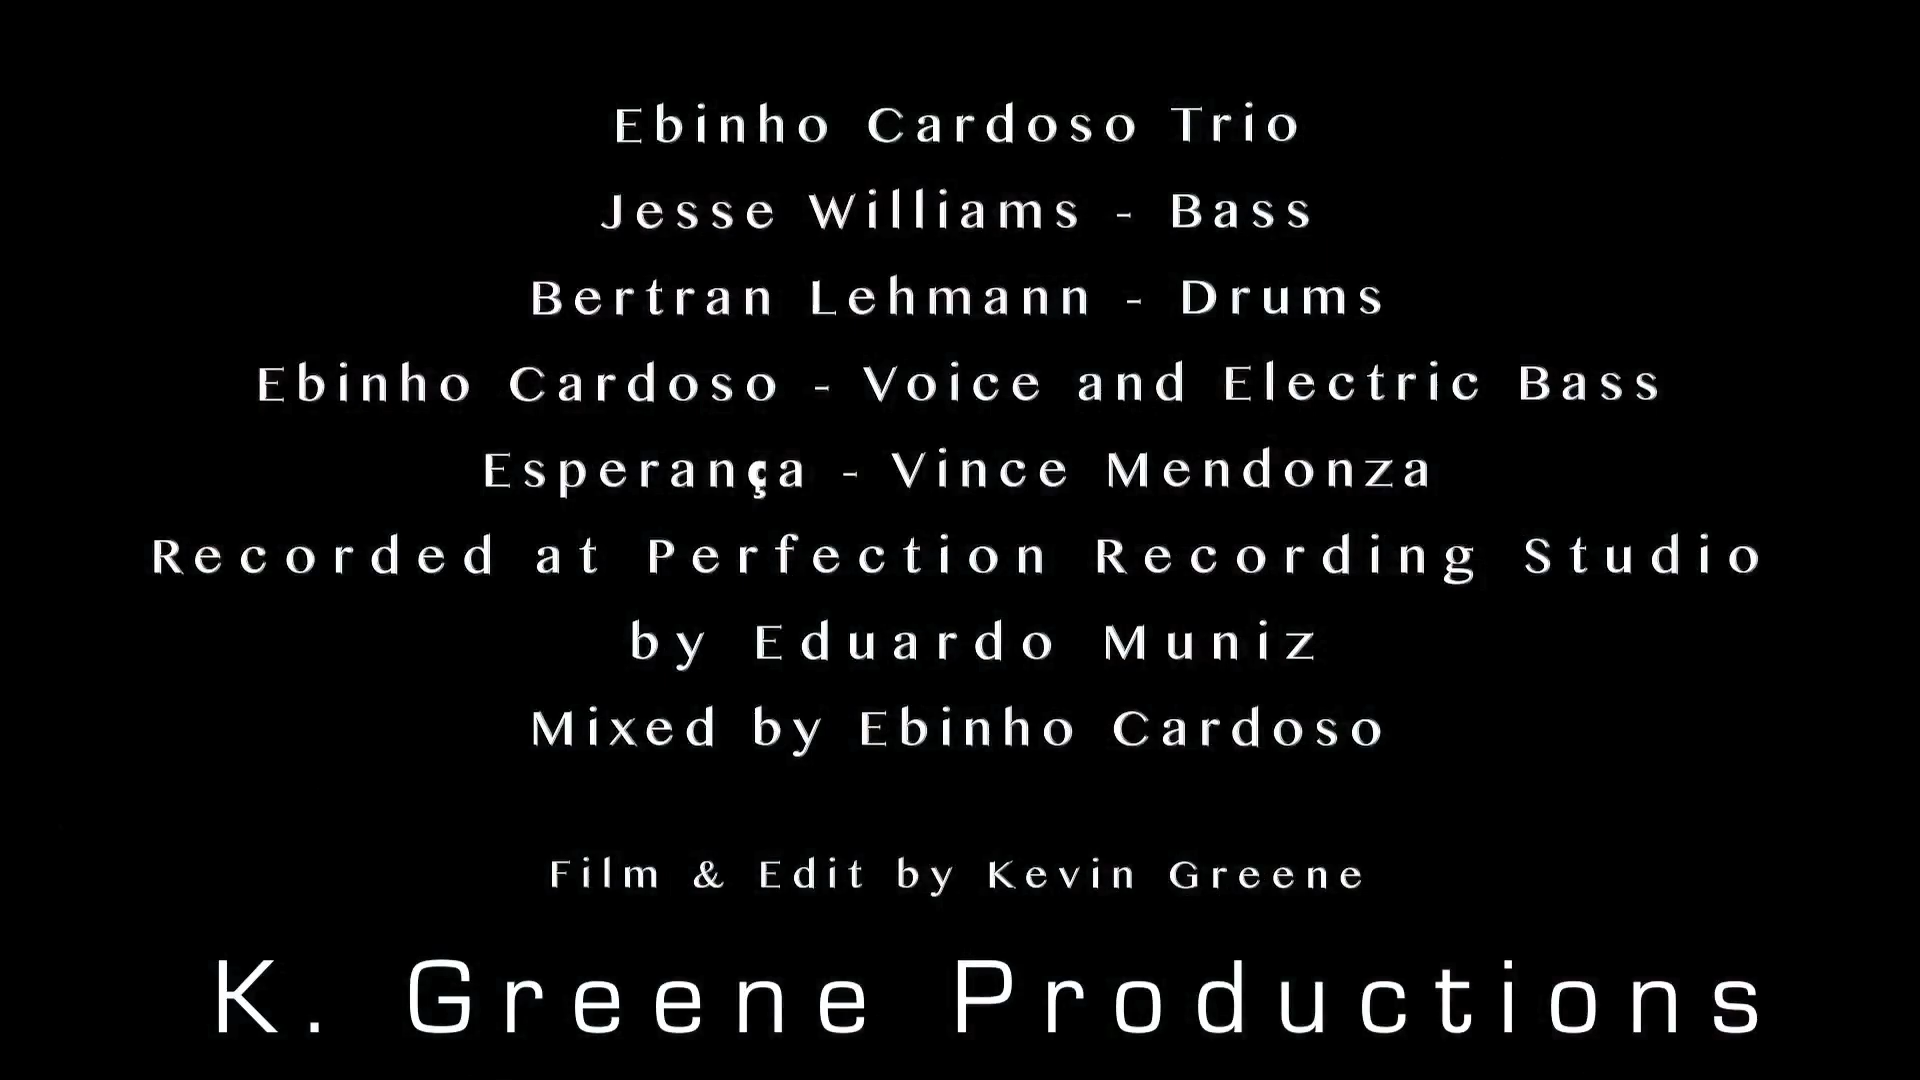 Ebinho Cardoso Trio
Jesse Williams - Bass
Bertran Lehmann - Drums
Ebinho Cardoso - Voice and Electric Bass
Esperança - Vince Mendonza
Recorded at Perfection Recording Studio
by Eduardo Muniz
Mixed by Ebinho Cardoso
Film & Edit by Kevin Greene
K. Greene Productions